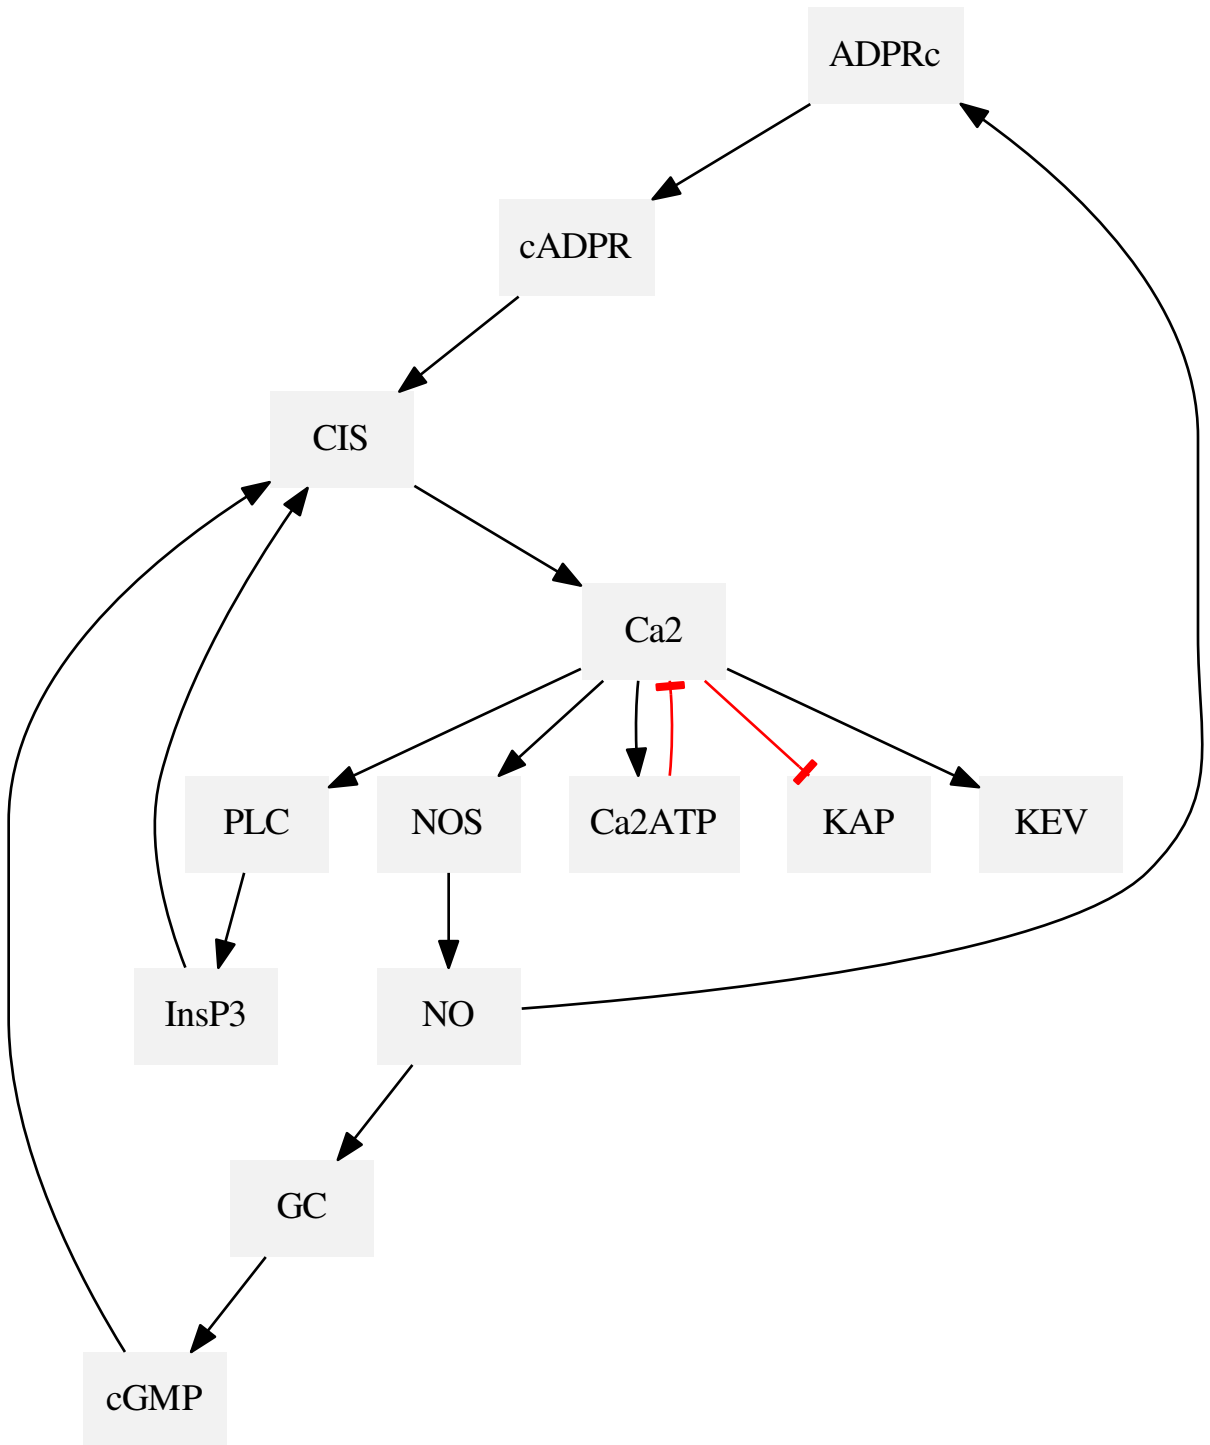 ADPRc
cADPR
CIS
Ca2
PLC
NOS
Ca2ATP
KAP
KEV
InsP3
NO
GC
cGMP